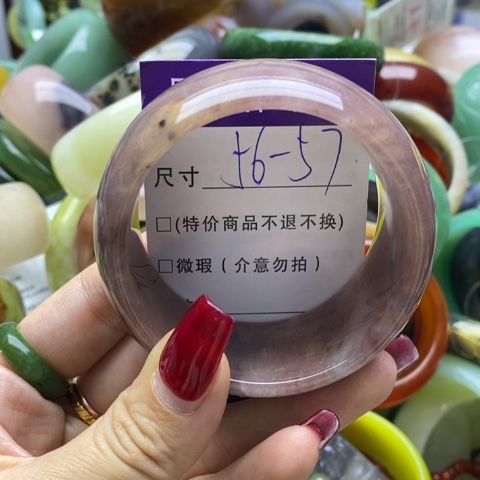 尺寸 56-57
□(特价商品不退不换)
□微瑕(介意勿拍)